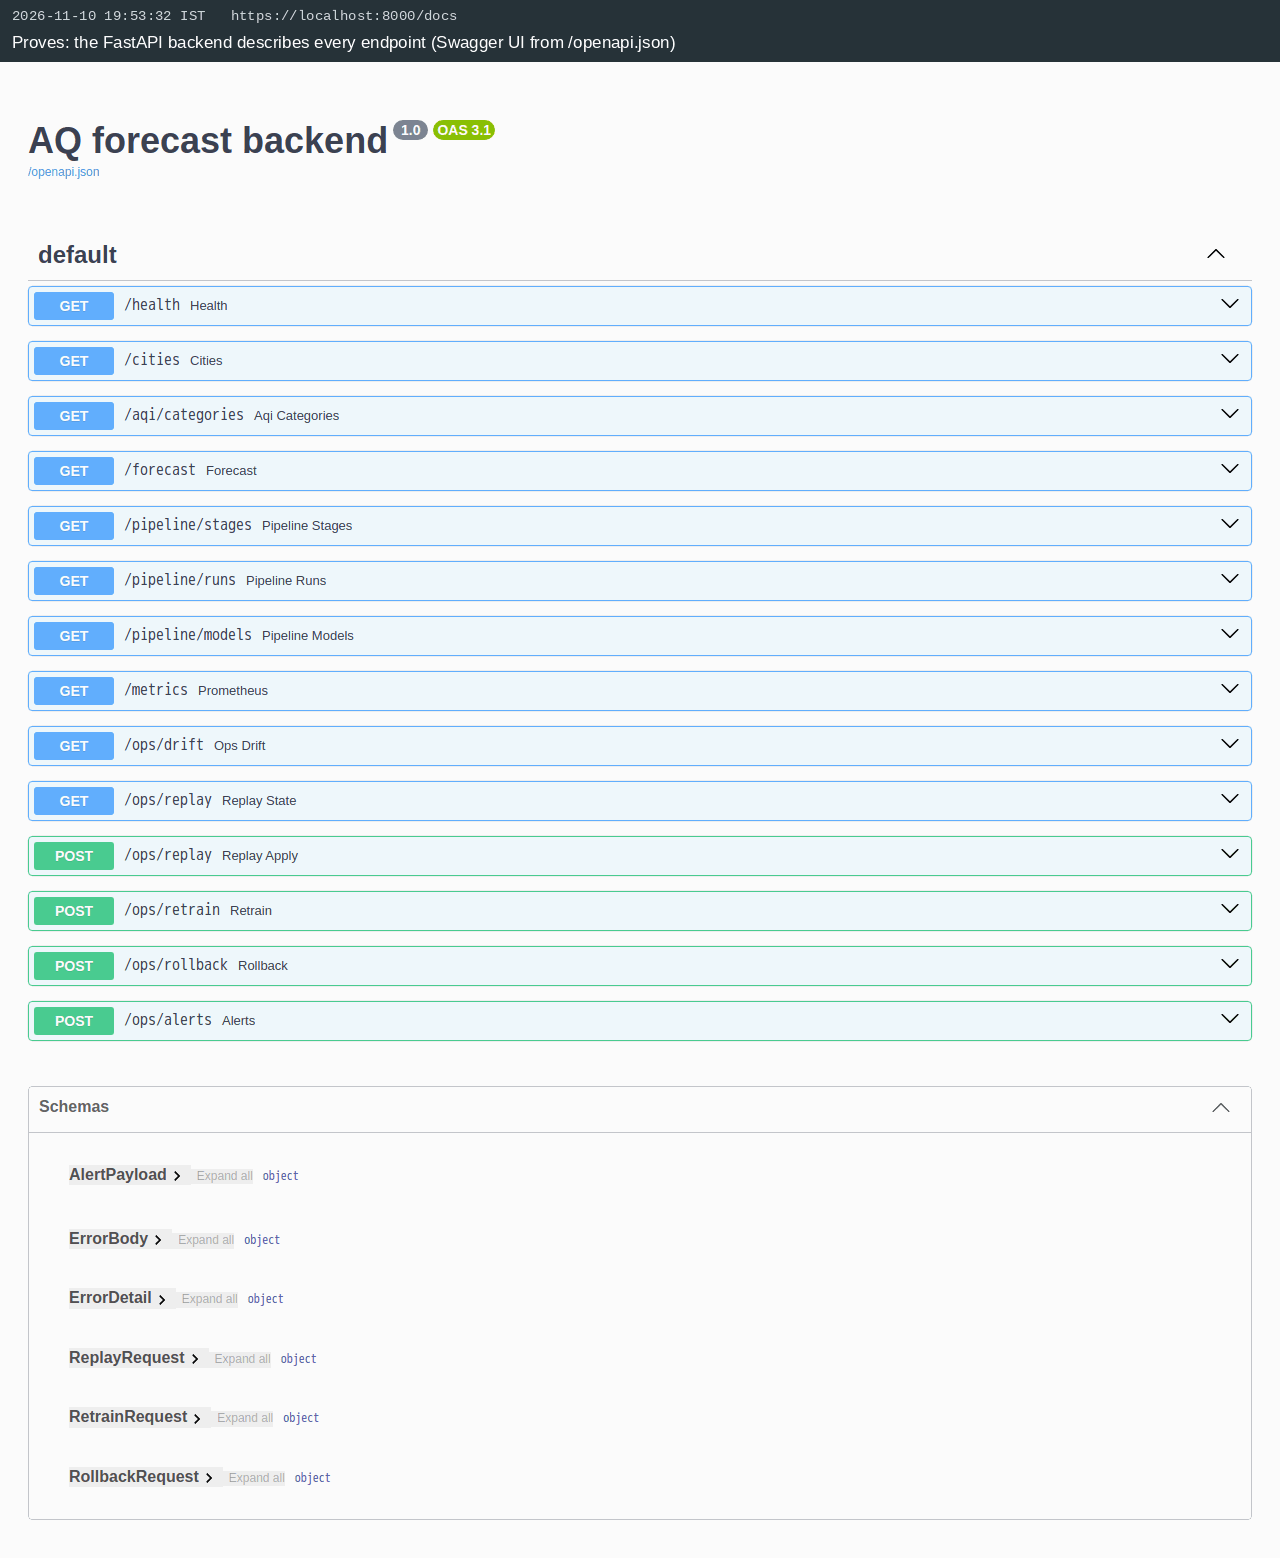 2026-11-10 19:53:32 IST https://localhost:8000/docs
Proves: the FastAPI backend describes every endpoint (Swagger UI from /openapi.json)
AQ forecast backend 1.0 OAS 3.1
/openapi.json
default
GET /health Health
GET /cities Cities
GET /aqi/categories Aqi Categories
GET /forecast Forecast
GET /pipeline/stages Pipeline Stages
GET /pipeline/runs Pipeline Runs
GET /pipeline/models Pipeline Models
GET /metrics Prometheus
GET /ops/drift Ops Drift
GET /ops/replay Replay State
POST /ops/replay Replay Apply
POST /ops/retrain Retrain
POST /ops/rollback Rollback
POST /ops/alerts Alerts
Schemas
AlertPayload Expand all object
ErrorBody Expand all object
ErrorDetail Expand all object
ReplayRequest Expand all object
RetrainRequest Expand all object
RollbackRequest Expand all object